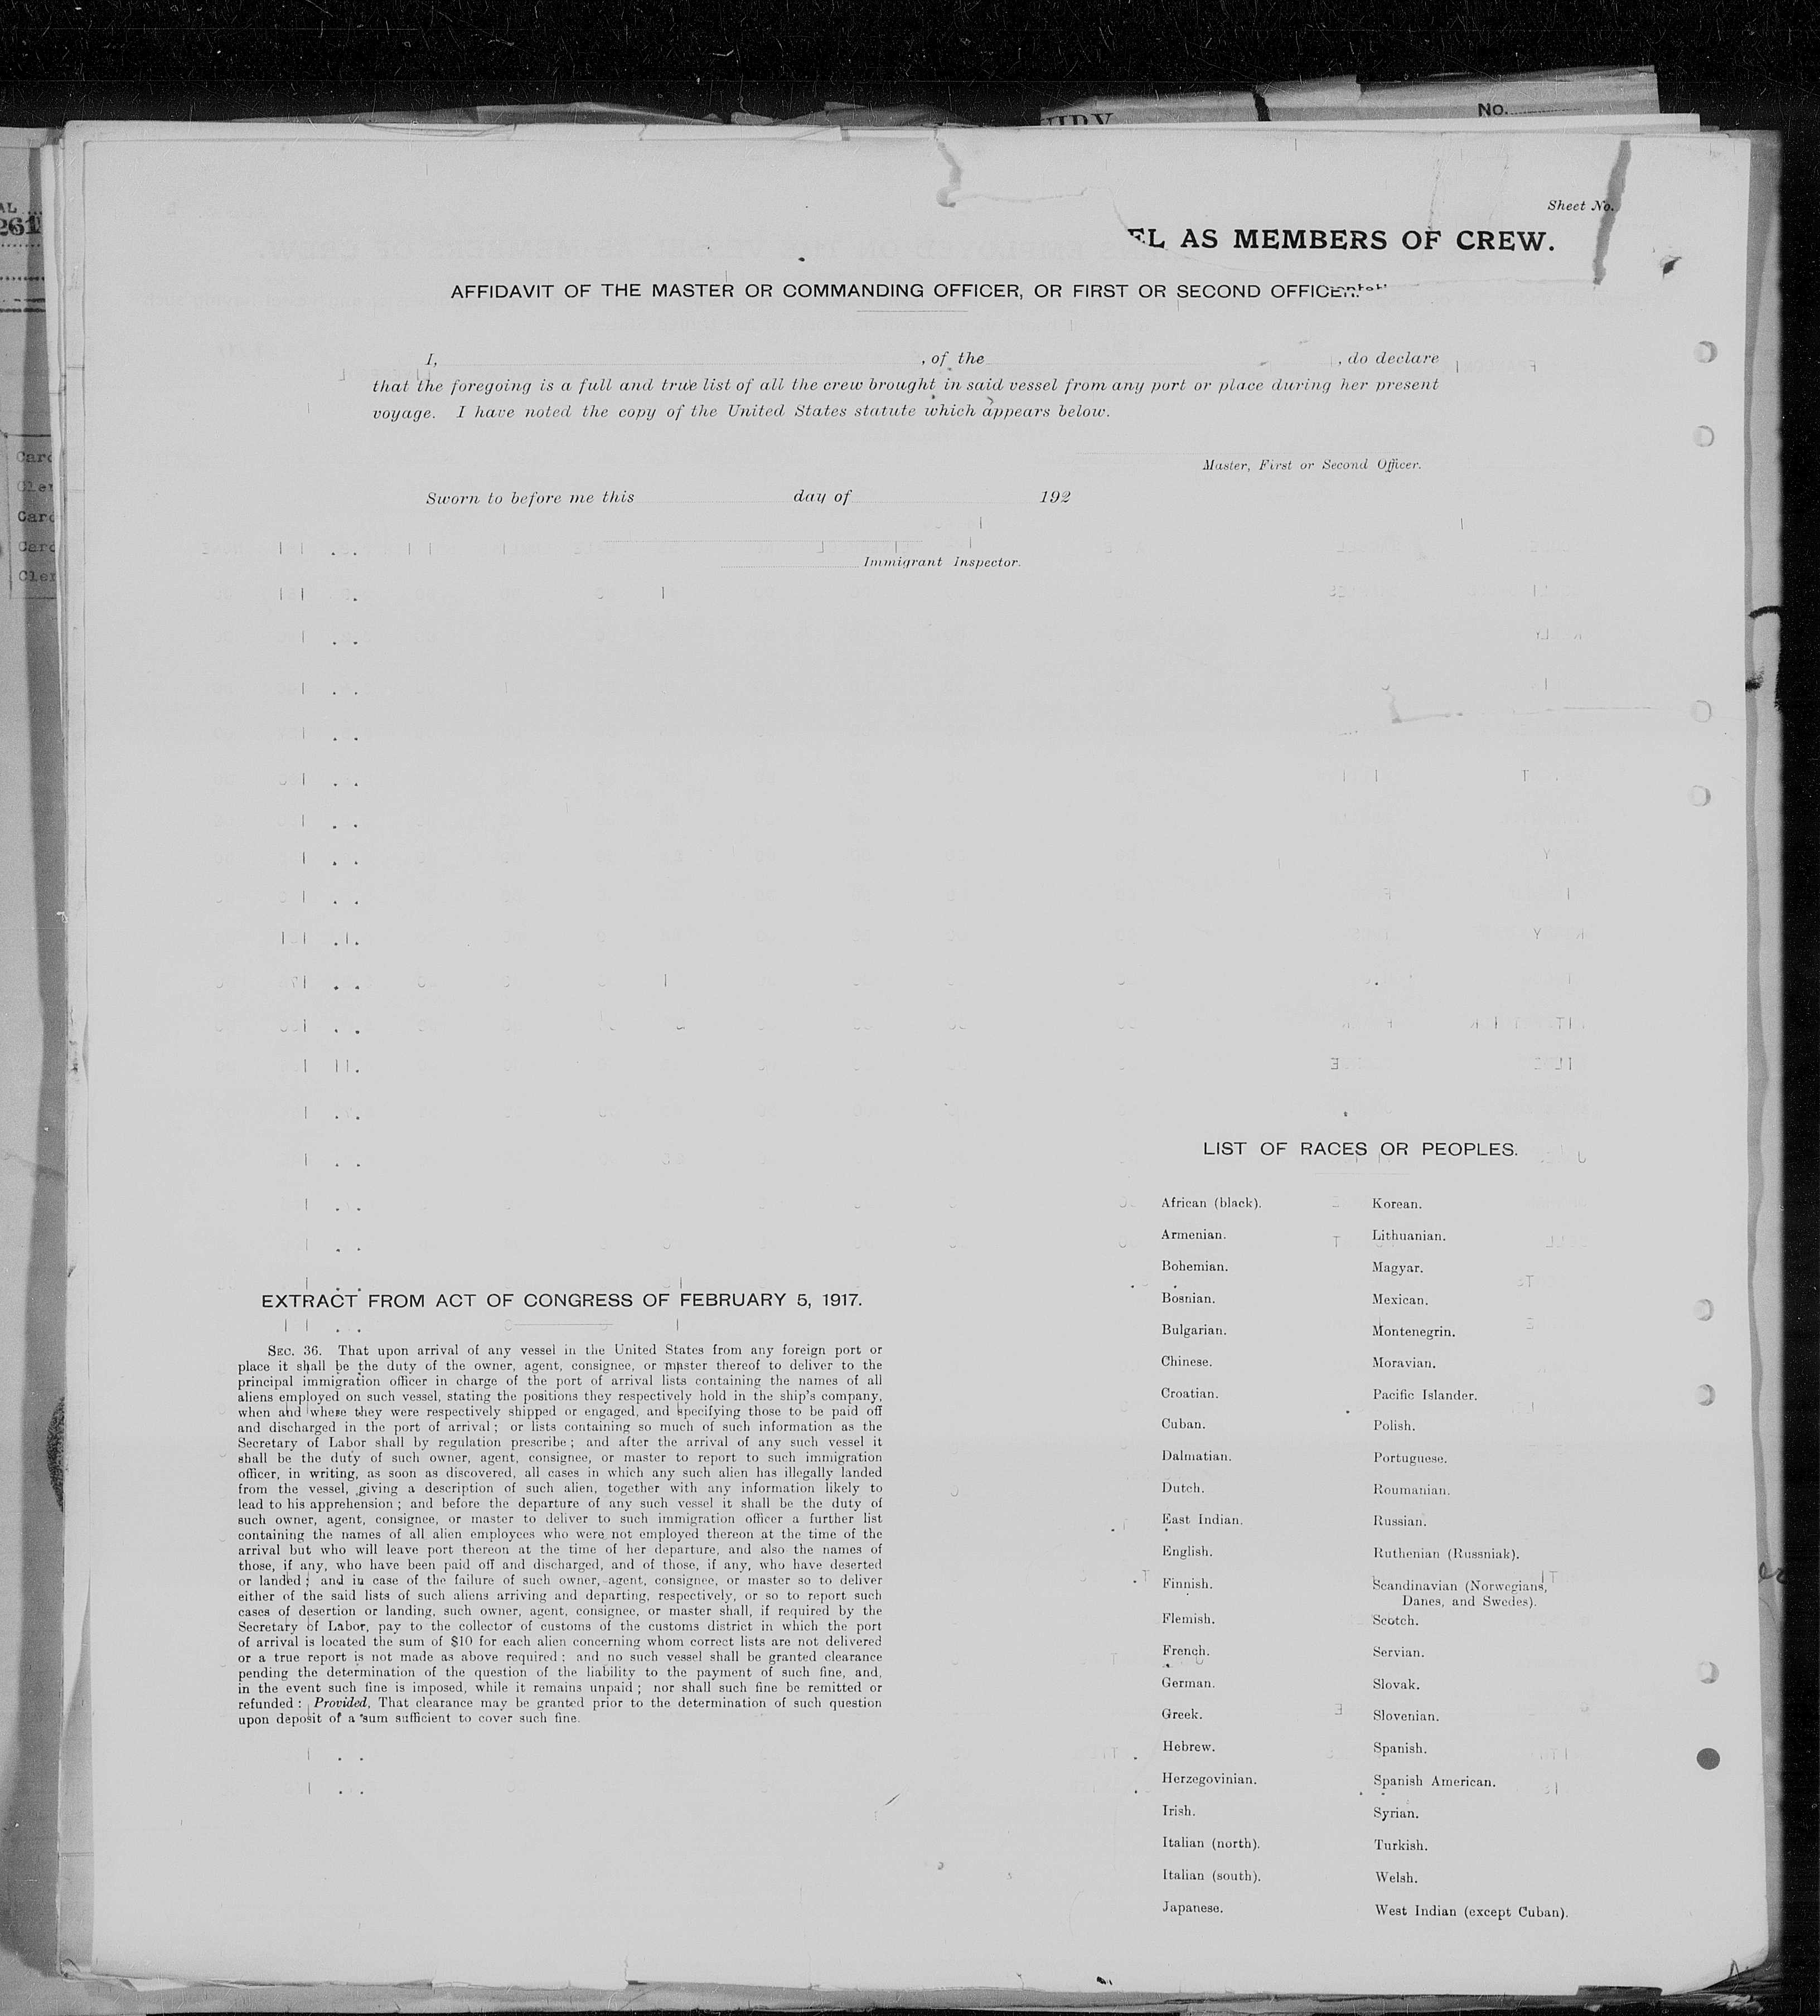 No.
Sheet No.
EL AS MEMBERS OF CREW.
AFFIDAVIT OF THE MASTER OR COMMANDING OFFICER, OR FIRST OR SECOND OFFICER.
I, , of the , do declare
that the foregoing is a full and true list of all the crew brought in said vessel from any port or place during her present
voyage. I have noted the copy of the United States statute which appears below.
Master, First or Second Officer.
Sworn to before me this day of 192
Immigrant Inspector.
EXTRACT FROM ACT OF CONGRESS OF FEBRUARY 5, 1917.
SEC. 36. That upon arrival of any vessel in the United States from any foreign port or
place it shall be the duty of the owner, agent, consignee, or master thereof to deliver to the
principal immigration officer in charge of the port of arrival lists containing the names of all
aliens employed on such vessel, stating the positions they respectively hold in the ship's company,
when and where they were respectively shipped or engaged, and specifying those to be paid off
and discharged in the port of arrival; or lists containing so much of such information as the
Secretary of Labor shall by regulation prescribe; and after the arrival of any such vessel it
shall be the duty of such owner, agent, consignee, or master to report to such immigration
officer, in writing, as soon as discovered, all cases in which any such alien has illegally landed
from the vessel, giving a description of such alien, together with any information likely to
lead to his apprehension; and before the departure of any such vessel it shall be the duty of
such owner, agent, consignee, or master to deliver to such immigration officer a further list
containing the names of all alien employees who were not employed thereon at the time of the
arrival but who will leave port thereon at the time of her departure, and also the names of
those, if any, who have been paid off and discharged, and of those, if any, who have deserted
or landed; and in case of the failure of such owner, agent, consignee, or master so to deliver
either of the said lists of such aliens arriving and departing, respectively, or so to report such
cases of desertion or landing, such owner, agent, consignee, or master shall, if required by the
Secretary of Labor, pay to the collector of customs of the customs district in which the port
of arrival is located the sum of $10 for each alien concerning whom correct lists are not delivered
or a true report is not made as above required; and no such vessel shall be granted clearance
pending the determination of the question of the liability to the payment of such fine, and,
in the event such fine is imposed, while it remains unpaid; nor shall such fine be remitted or
refunded: Provided, That clearance may be granted prior to the determination of such question
upon deposit of a sum sufficient to cover such fine.
LIST OF RACES OR PEOPLES.
African (black).
Armenian.
Bohemian.
Bosnian.
Bulgarian.
Chinese.
Croatian.
Cuban.
Dalmatian.
Dutch.
East Indian.
English.
Finnish.
Flemish.
French.
German.
Greek.
Hebrew.
Herzegovinian.
Irish.
Italian (north).
Italian (south).
Japanese.
Korean.
Lithuanian.
Magyar.
Mexican.
Montenegrin.
Moravian.
Pacific Islander.
Polish.
Portuguese.
Roumanian.
Russian.
Ruthenian (Russniak).
Scandinavian (Norwegians,
Danes, and Swedes).
Scotch.
Servian.
Slovak.
Slovenian.
Spanish.
Spanish American.
Syrian.
Turkish.
Welsh.
West Indian (except Cuban).